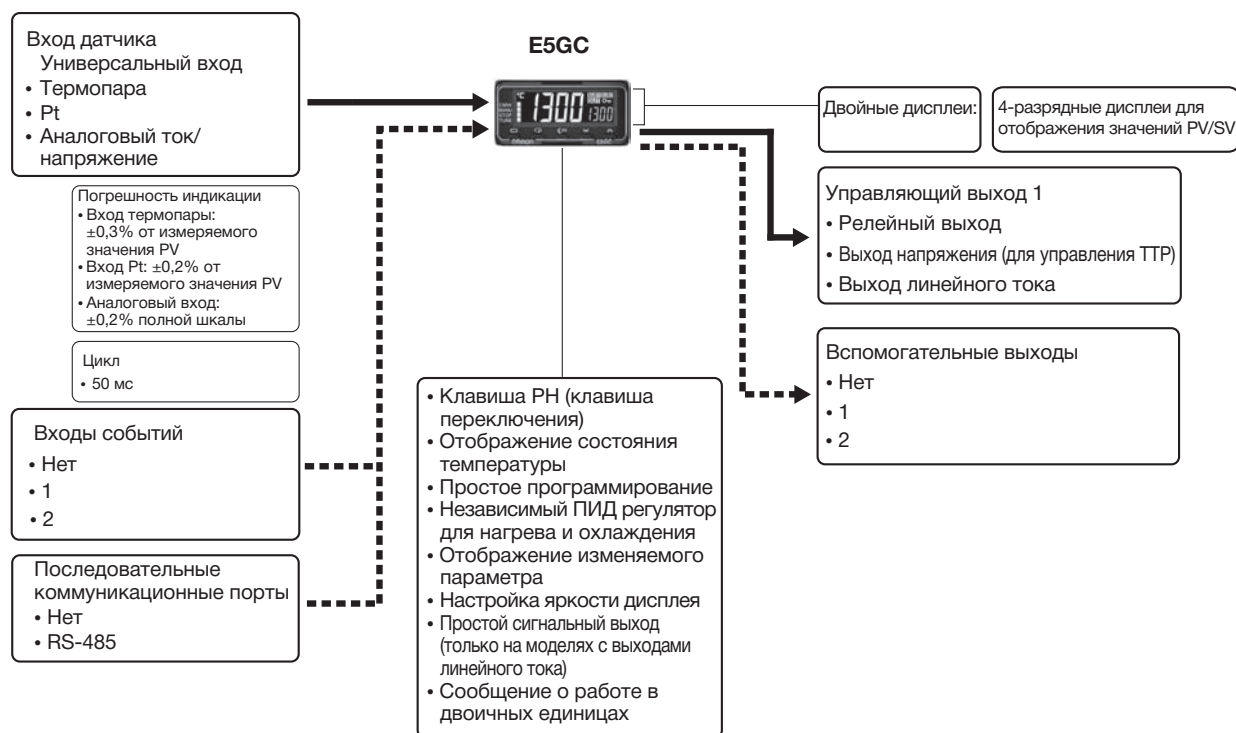 Вход датчика
Универсальный вход
• Термопара
• Pt
• Аналоговый ток/
напряжение
Погрешность индикации
• Вход термопары:
±0,3% от измеряемого
значения PV
• Вход Pt: ±0,2% от
измеряемого значения PV
• Аналоговый вход:
±0,2% полной шкалы
Цикл
• 50 мс
Входы событий
• Нет
• 1
• 2
Последовательные
коммуникационные порты
• Нет
• RS-485
E5GC
°C
1300
1300
OMRON
E5GC
• Клавиша PH (клавиша
переключения)
• Отображение состояния
температуры
• Простое программирование
• Независимый ПИД регулятор
для нагрева и охлаждения
• Отображение изменяемого
параметра
• Настройка яркости дисплея
• Простой сигнальный выход
(только на моделях с выходами
линейного тока)
• Сообщение о работе в
двоичных единицах
Двойные дисплеи:
4-разрядные дисплеи для
отображения значений PV/SV
Управляющий выход 1
• Релейный выход
• Выход напряжения (для управления ТТР)
• Выход линейного тока
Вспомогательные выходы
• Нет
• 1
• 2